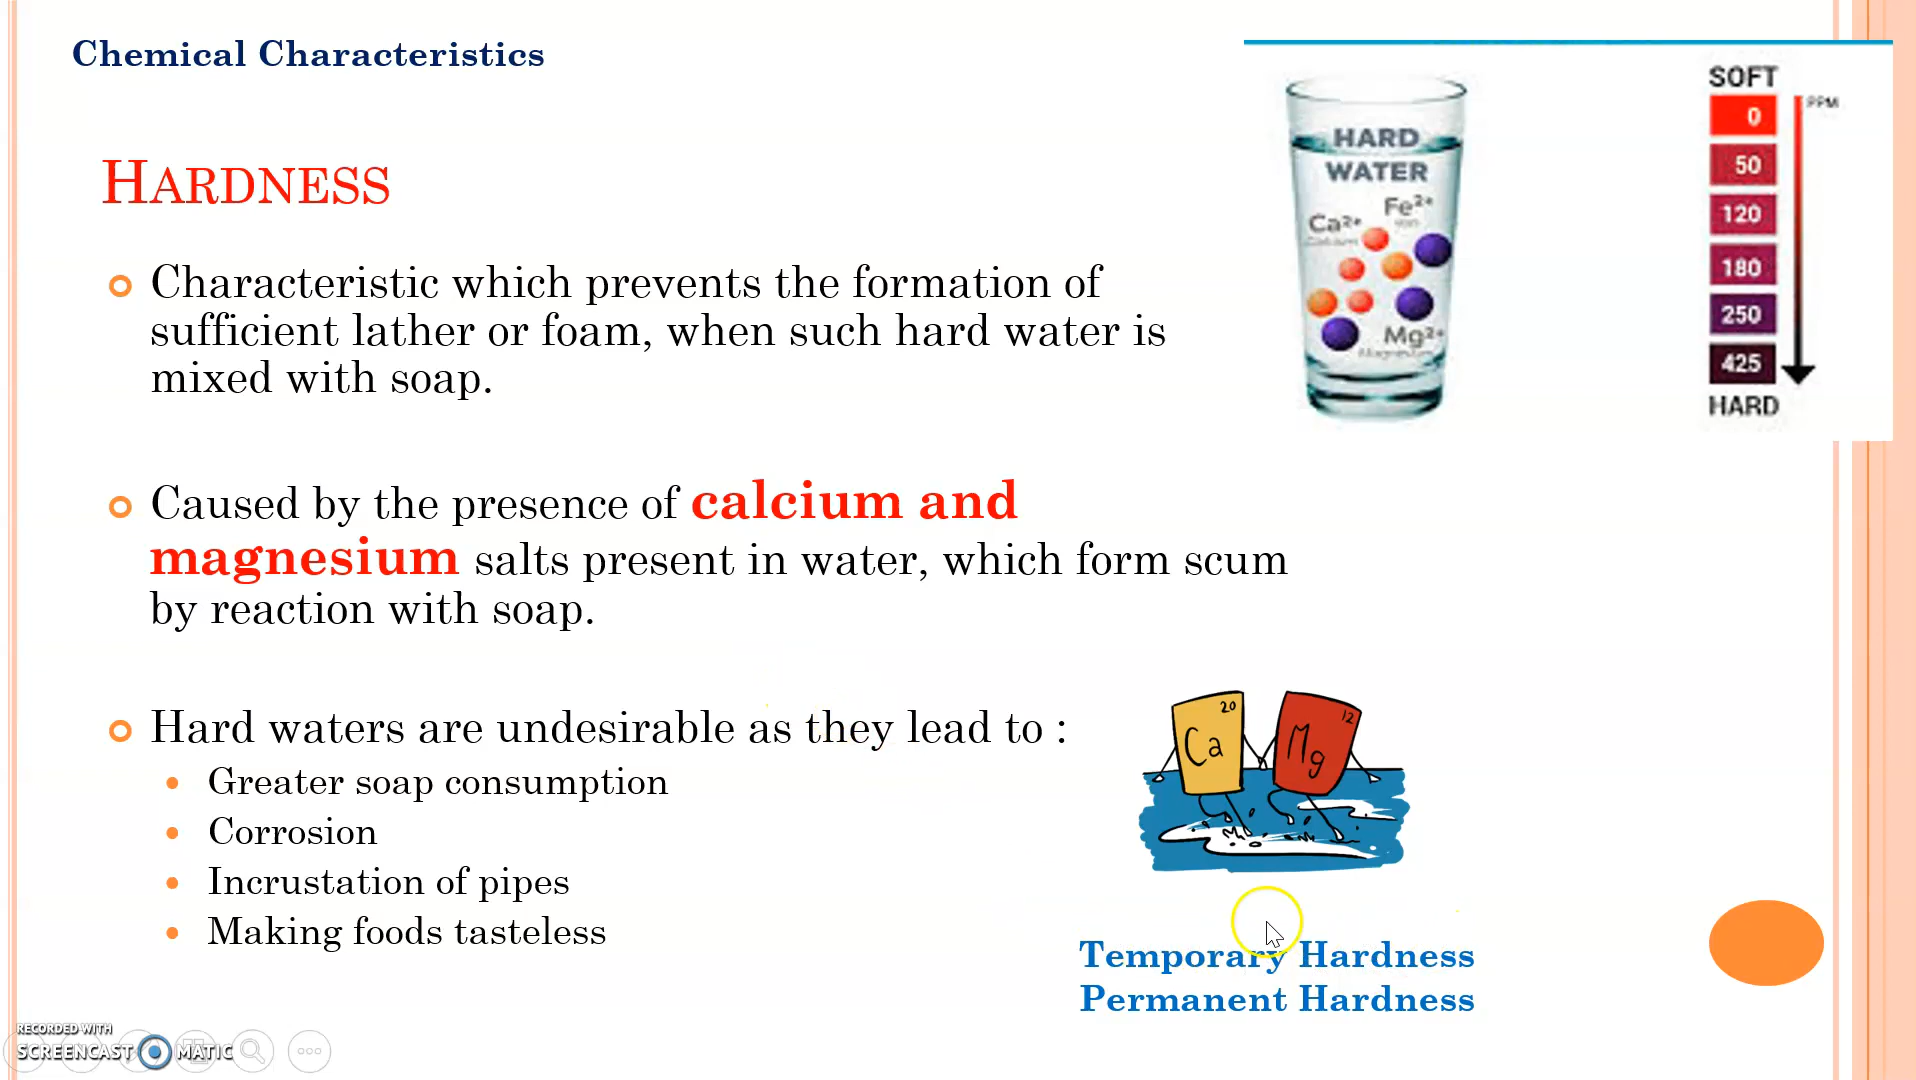 Chemical Characteristics
HARDNESS
Characteristic which prevents the formation of
sufficient lather or foam, when such hard water is
mixed with soap.
Caused by the presence of calcium and
magnesium salts present in water, which form scum
by reaction with soap.
Hard waters are undesirable as they lead to :
Greater soap consumption
Corrosion
Incrustation of pipes
Making foods tasteless
HARD
WATER
Fe²⁺
Ca²⁺
Calcium
Mg²⁺
Magnesium
SOFT
PPM
0
50
120
180
250
425
HARD
20
Ca
12
Mg
Temporary Hardness
Permanent Hardness
RECORDED WITH
SCREENCAST MATIC